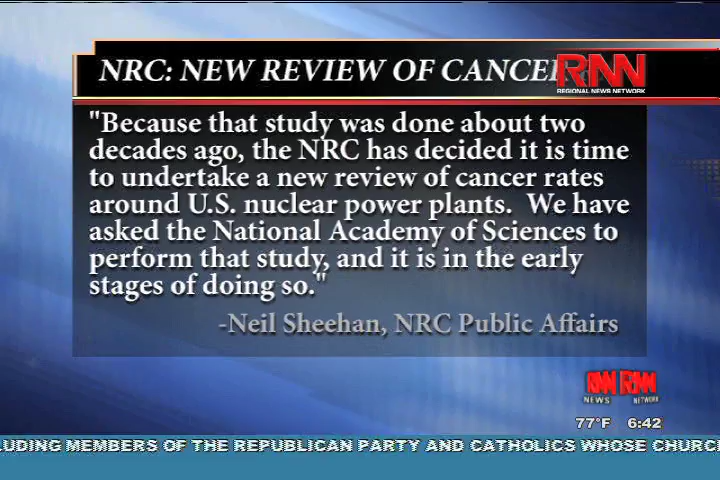 NRC: NEW REVIEW OF CANCER
RNN
REGIONAL NEWS NETWORK
"Because that study was done about two
decades ago, the NRC has decided it is time
to undertake a new review of cancer rates
around U.S. nuclear power plants.  We have
asked the National Academy of Sciences to
perform that study, and it is in the early
stages of doing so."
-Neil Sheehan, NRC Public Affairs
RNN RNN
NEWS NETWORK
77°F 6:42
LUDING MEMBERS OF THE REPUBLICAN PARTY AND CATHOLICS WHOSE CHURC